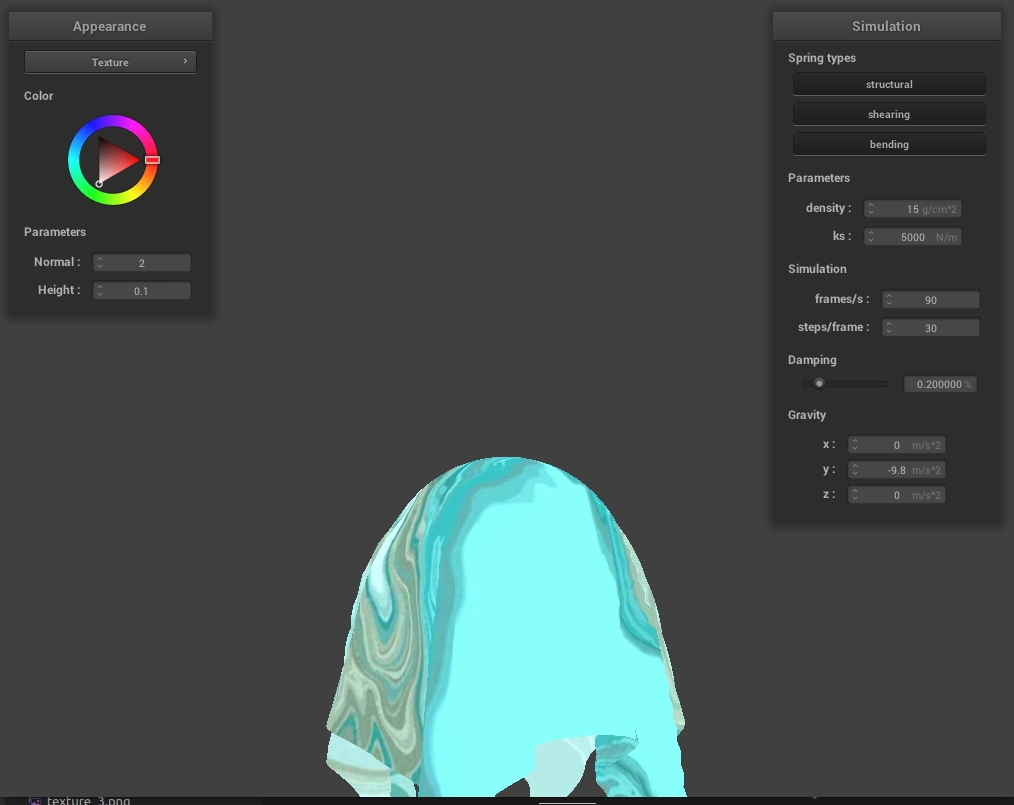 Appearance
Texture
Color
Parameters
Normal : 2
Height : 0.1
Simulation
Spring types
structural
shearing
bending
Parameters
density : 15 g/cm^2
ks : 5000 N/m
Simulation
frames/s : 90
steps/frame : 30
Damping
0.200000 %
Gravity
x : 0 m/s^2
y : -9.8 m/s^2
z : 0 m/s^2
texture_3.png